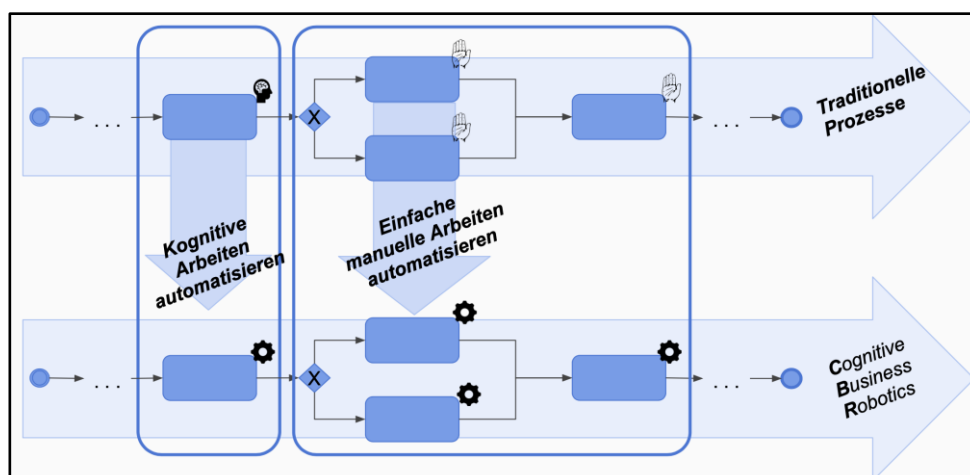 . . .
X
. . .
Traditionelle
Prozesse
Kognitive
Arbeiten
automatisieren
Einfache
manuelle Arbeiten
automatisieren
. . .
X
. . .
Cognitive
Business
Robotics